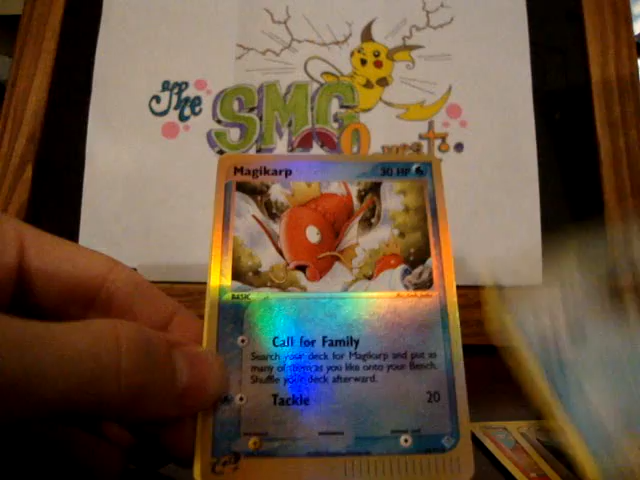 The
SMG
Magikarp
30 HP
BASIC
Call for Family
Search your deck for Magikarp and put as
many of them as you like onto your Bench.
Shuffle your deck afterward.
Tackle 20